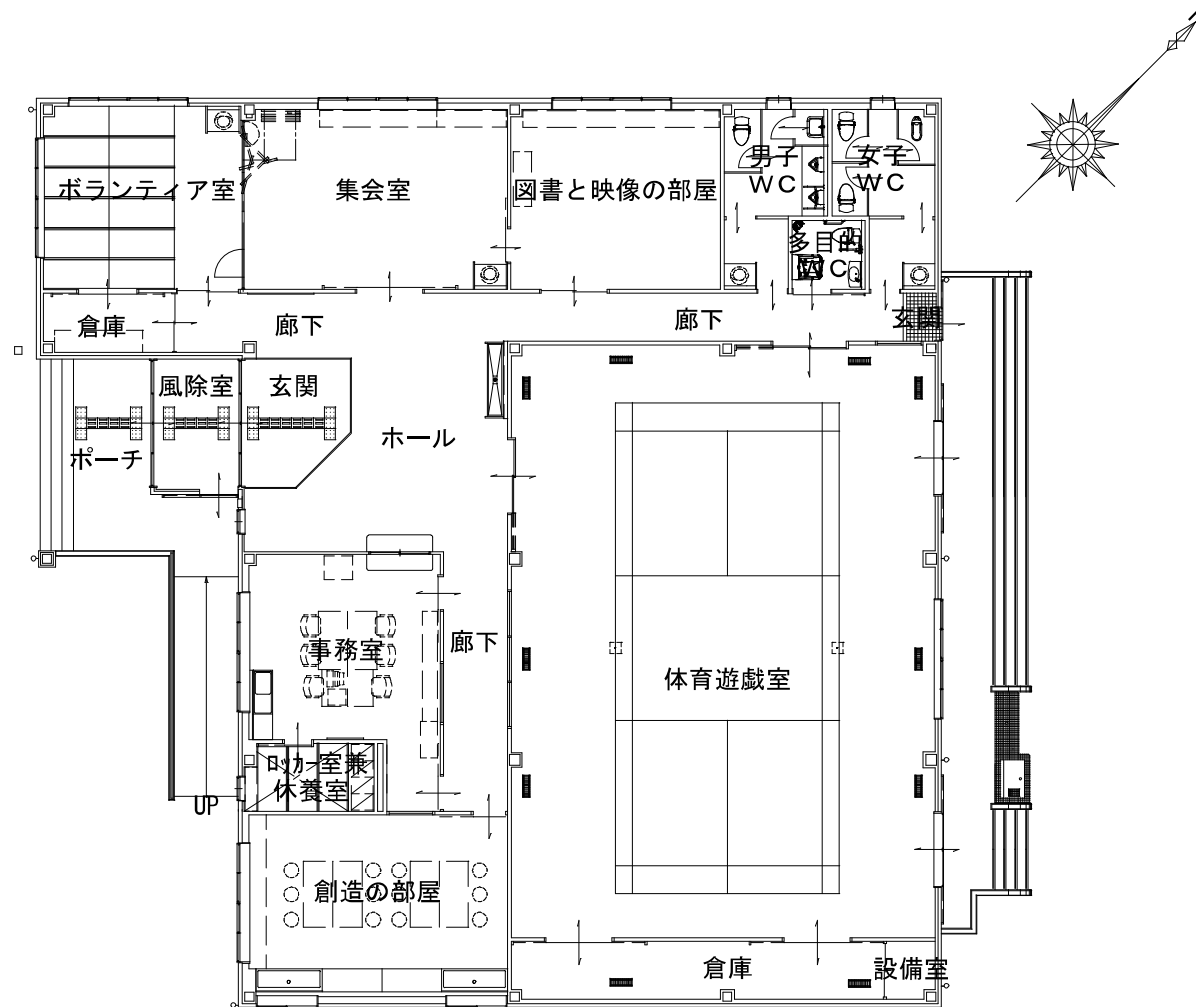 男子
ＷＣ
女子
ＷＣ
ボランティア室
集会室
図書と映像の部屋
多目的
ＷＣ
倉庫
廊下
廊下
玄関
風除室
玄関
ポーチ
ホール
事務室
廊下
体育遊戯室
ﾛｯｶｰ室兼
休養室
UP
創造の部屋
倉庫
設備室